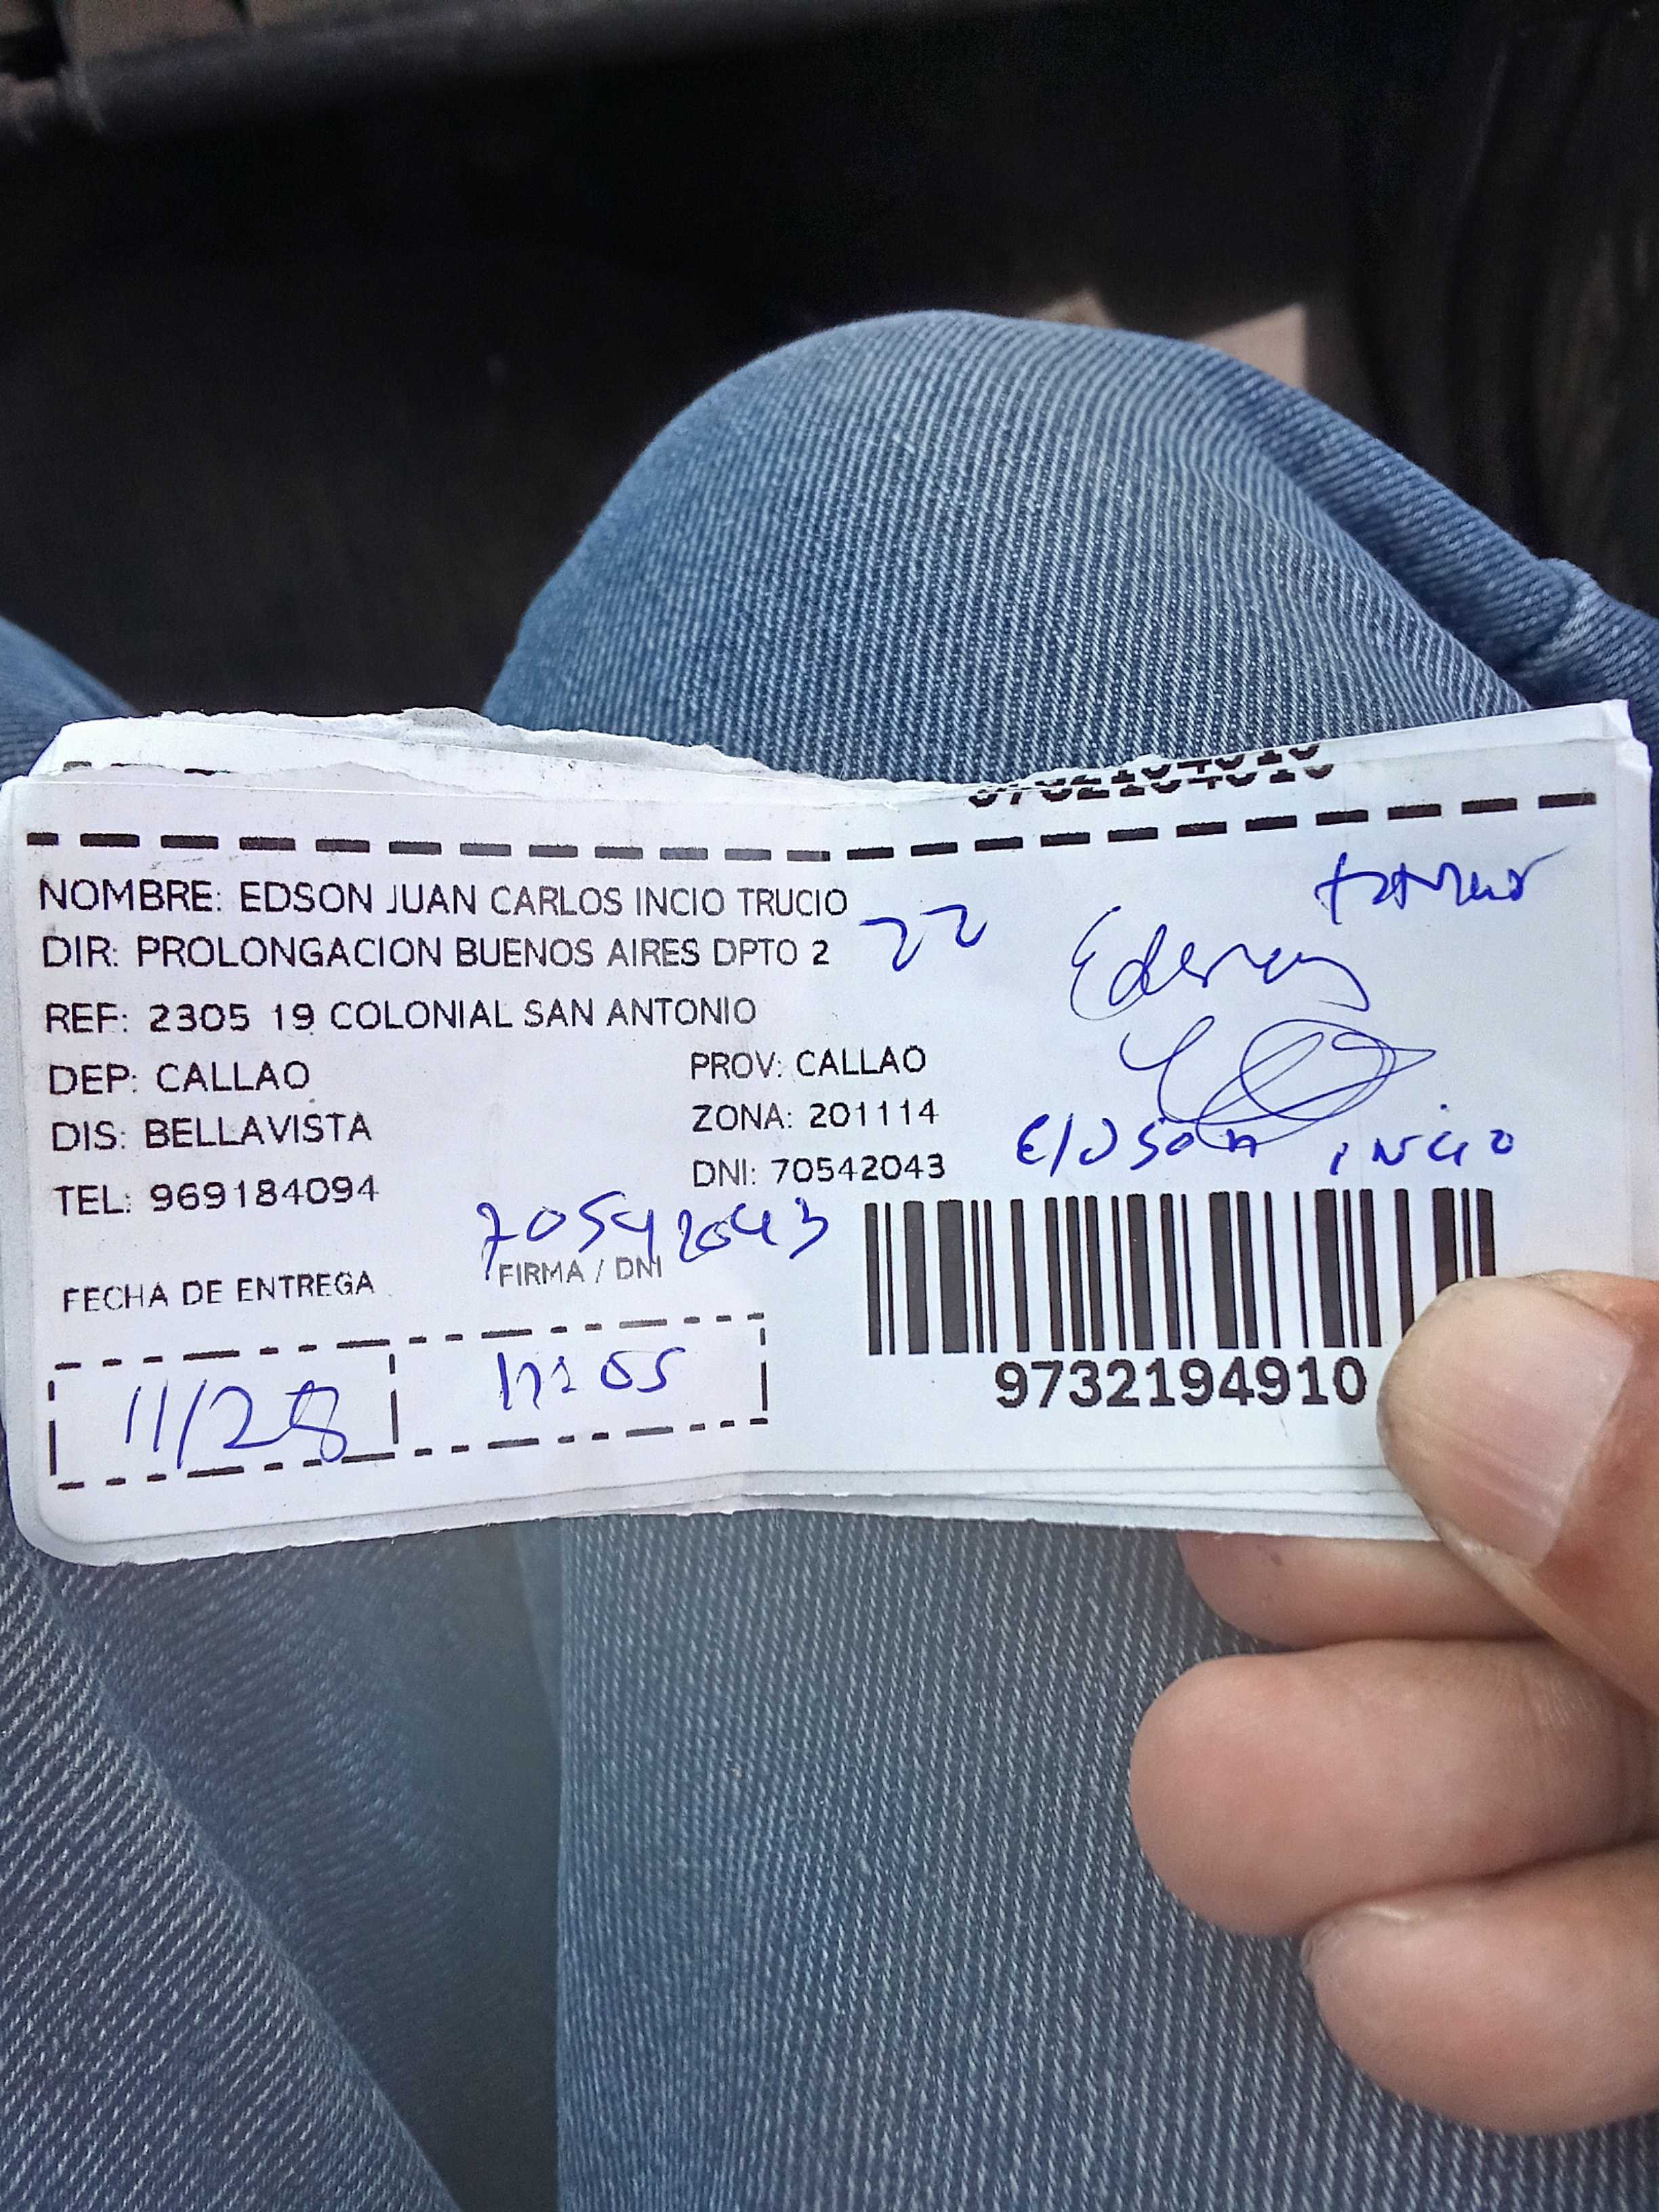 NOMBRE: EDSON JUAN CARLOS INCIO TRUCIO
DIR: PROLONGACION BUENOS AIRES DPTO 2
22
REF: 2305 19 COLONIAL SAN ANTONIO
DEP: CALLAO
PROV: CALLAO
DIS: BELLAVISTA
ZONA: 201114
Edson Incio
TEL: 969184094
DNI: 70542043
70542043
FECHA DE ENTREGA
FIRMA / DNI
11/28
9732194910